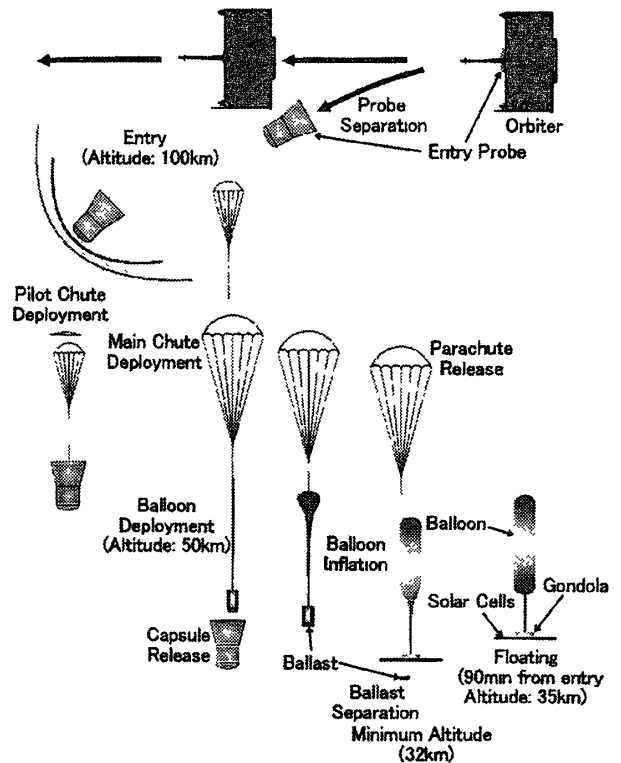 Probe
Separation
Orbiter
Entry Probe
Entry
(Altitude: 100km)
Pilot Chute
Deployment
Main Chute
Deployment
Parachute
Release
Balloon
Deployment
(Altitude: 50km)
Balloon
Inflation
Balloon
Solar Cells
Gondola
Capsule
Release
Ballast
Ballast
Separation
Minimum Altitude
(32km)
Floating
(90min from entry
Altitude: 35km)